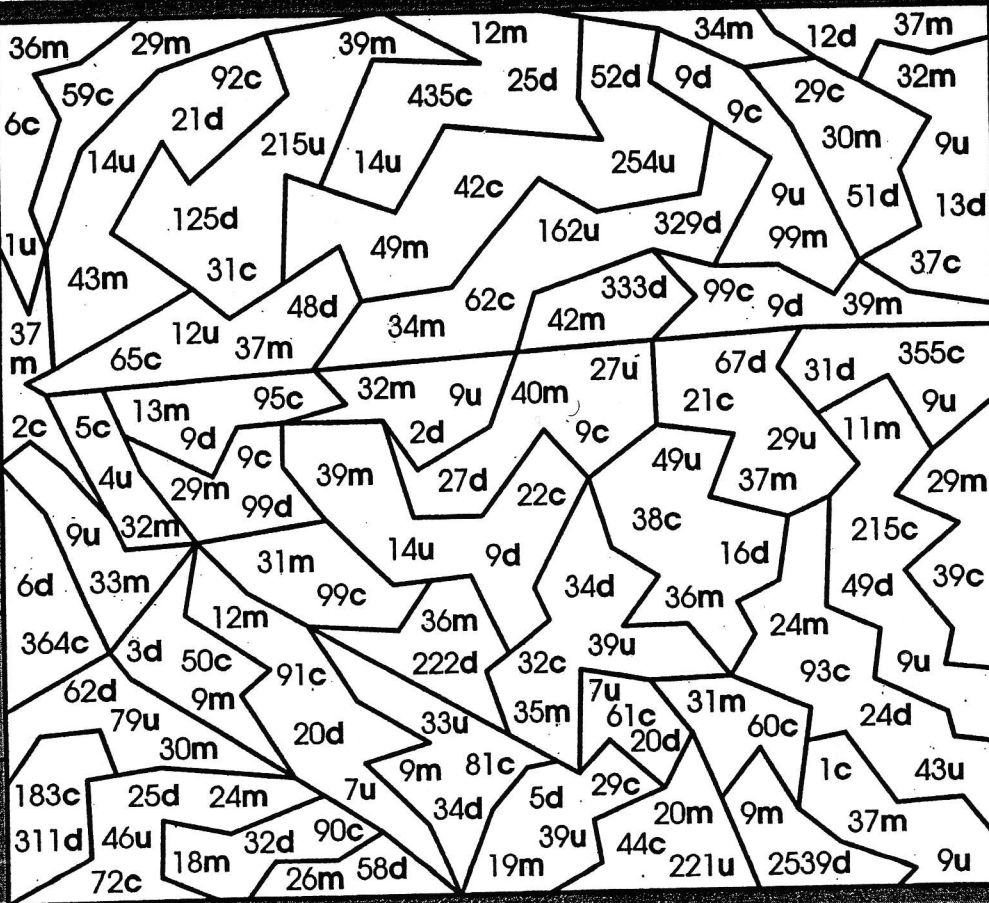 36m 29m 39m 12m 34m 12d 37m
59c 92c 435c 25d 52d 9d 29c 32m
6c 21d 9c
14u 215u 14u 254u 30m 9u
125d 42c 9u 51d 13d
1u 49m 162u 329d 99m
43m 31c 37c
48d 62c 333d 99c 9d 39m
37
m
12u 34m 42m
65c 37m
27u 67d 31d 355c
13m 95c 32m 9u 40m 21c 9u
2c 5c 9d 2d 9c 29u 11m
4u 29m 9c 39m 27d 22c 49u 37m 29m
99d
9u 32m 38c 215c
31m 14u 9d 16d
6d 33m 99c 34d 36m 49d 39c
12m 36m 24m
364c 3d 50c 222d 32c 39u 93c 9u
91c
62d 9m 7u 31m
79u 33u 35m 61c 60c 24d
30m 20d 20d
9m 81c 1c 43u
183c 25d 24m 7u 5d 29c
34d 20m 9m 37m
311d 46u 32d 90c 39u 44c
18m 58d 19m 221u 2539d 9u
72c 26m